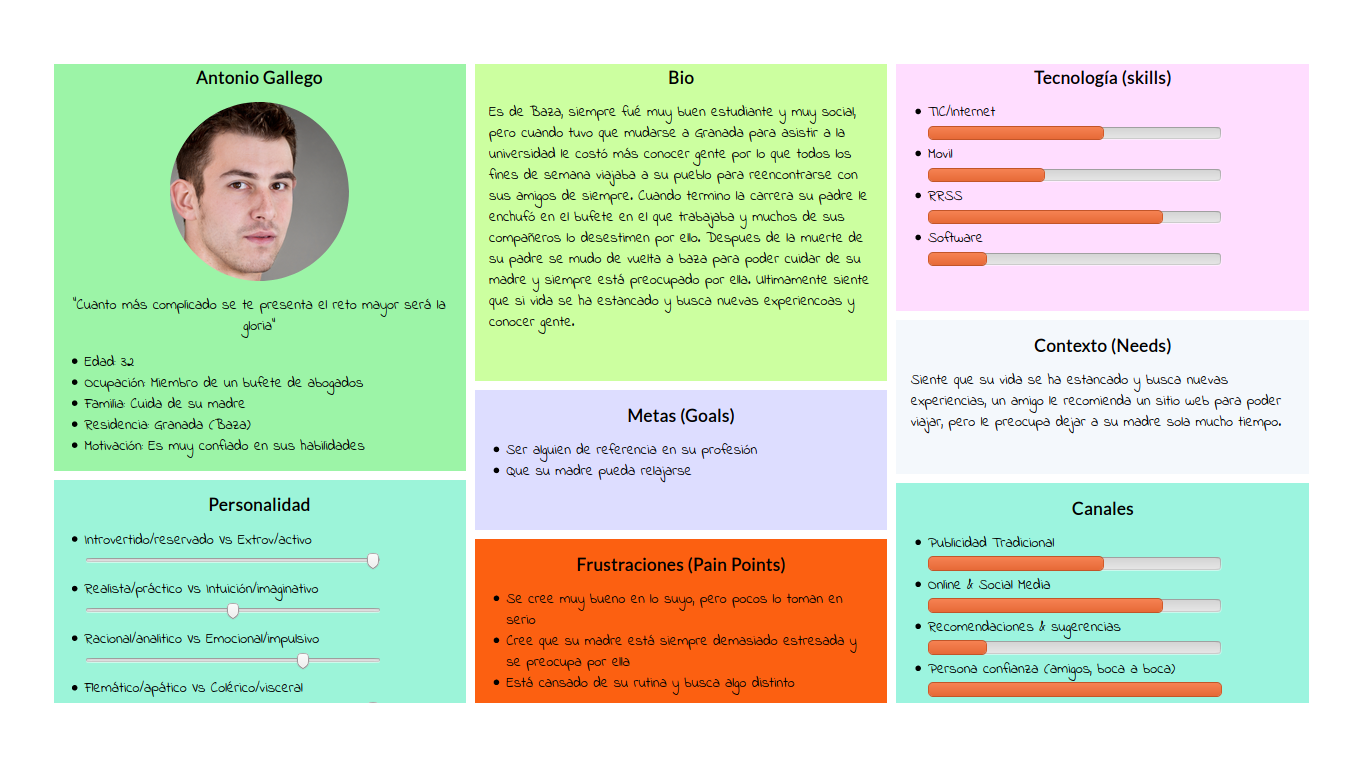 Antonio Gallego
"Cuanto más complicado se te presenta el reto mayor será la
gloria"
• Edad: 32
• Ocupación: Miembro de un bufete de abogados
• Familia: Cuida de su madre
• Residencia: Granada (Baza)
• Motivación: Es muy confiado en sus habilidades
Personalidad
• Introvertido/reservado Vs Extrov/activo
• Realista/práctico Vs Intuición/imaginativo
• Racional/analítico Vs Emocional/impulsivo
• Flemático/apático Vs Colérico/visceral
Bio
Es de Baza, siempre fué muy buen estudiante y muy social,
pero cuando tuvo que mudarse a Granada para asistir a la
universidad le costó más conocer gente por lo que todos los
fines de semana viajaba a su pueblo para reencontrarse con
sus amigos de siempre. Cuando termino la carrera su padre le
enchufó en el bufete en el que trabajaba y muchos de sus
compañeros lo desestimen por ello. Despues de la muerte de
su padre se mudo de vuelta a baza para poder cuidar de su
madre y siempre está preocupado por ella. Ultimamente siente
que si vida se ha estancado y busca nuevas experiencoas y
conocer gente.
Metas (Goals)
• Ser alguien de referencia en su profesión
• Que su madre pueda relajarse
Frustraciones (Pain Points)
• Se cree muy bueno en lo suyo, pero pocos lo toman en
serio
• Cree que su madre está siempre demasiado estresada y
se preocupa por ella
• Está cansado de su rutina y busca algo distinto
Tecnología (skills)
• TIC/Internet
• Movil
• RRSS
• Software
Contexto (Needs)
Siente que su vida se ha estancado y busca nuevas
experiencias, un amigo le recomienda un sitio web para poder
viajar, pero le preocupa dejar a su madre sola mucho tiempo.
Canales
• Publicidad Tradicional
• Online & Social Media
• Recomendaciones & sugerencias
• Persona confianza (amigos, boca a boca)